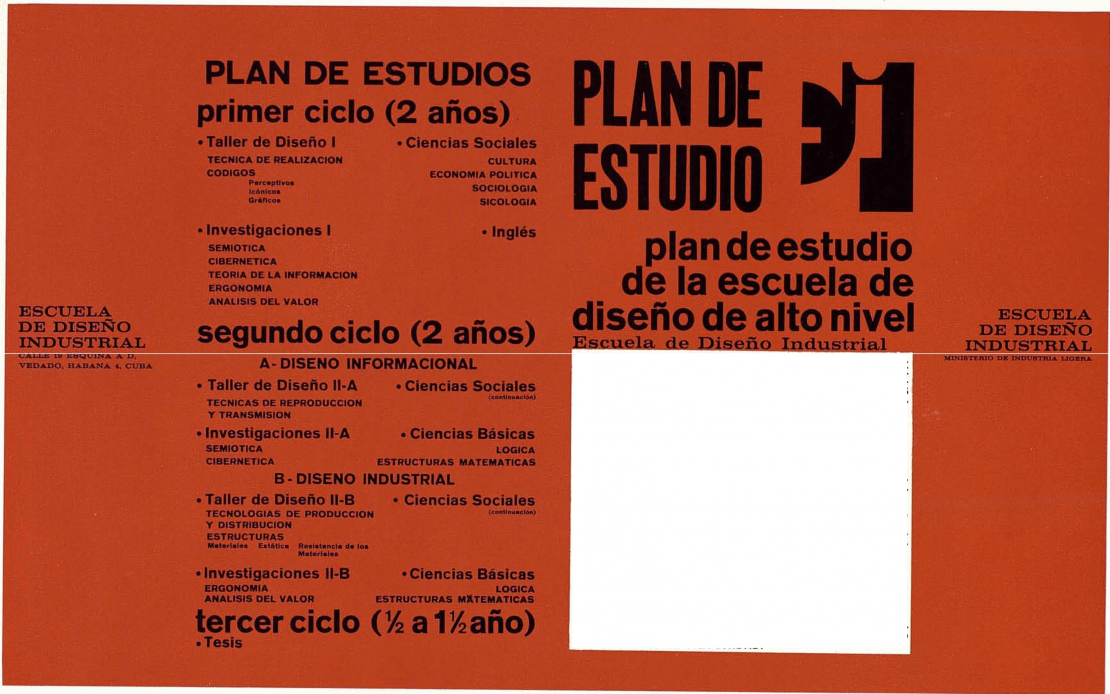 ESCUELA
DE DISEÑO
INDUSTRIAL
CALLE 19 ESQUINA A D,
VEDADO, HABANA 4, CUBA
PLAN DE ESTUDIOS
primer ciclo (2 años)
• Taller de Diseño I
TECNICA DE REALIZACION
CODIGOS
Perceptivos
Icónicos
Gráficos
• Ciencias Sociales
CULTURA
ECONOMIA POLITICA
SOCIOLOGIA
SICOLOGIA
• Investigaciones I
SEMIOTICA
CIBERNETICA
TEORIA DE LA INFORMACION
ERGONOMIA
ANALISIS DEL VALOR
• Inglés
segundo ciclo (2 años)
A - DISENO INFORMACIONAL
• Taller de Diseño II-A
TECNICAS DE REPRODUCCION
Y TRANSMISION
• Ciencias Sociales
(continuación)
• Investigaciones II-A
SEMIOTICA
CIBERNETICA
• Ciencias Básicas
LOGICA
ESTRUCTURAS MATEMATICAS
B - DISENO INDUSTRIAL
• Taller de Diseño II-B
TECNOLOGIAS DE PRODUCCION
Y DISTRIBUCION
ESTRUCTURAS
Materiales Estática Resistencia de los
Materiales
• Ciencias Sociales
(continuación)
• Investigaciones II-B
ERGONOMIA
ANALISIS DEL VALOR
• Ciencias Básicas
LOGICA
ESTRUCTURAS MATEMATICAS
tercer ciclo (½ a 1½ año)
• Tesis
PLAN DE
ESTUDIO
plan de estudio
de la escuela de
diseño de alto nivel
Escuela de Diseño Industrial
ESCUELA
DE DISEÑO
INDUSTRIAL
MINISTERIO DE INDUSTRIA LIGERA